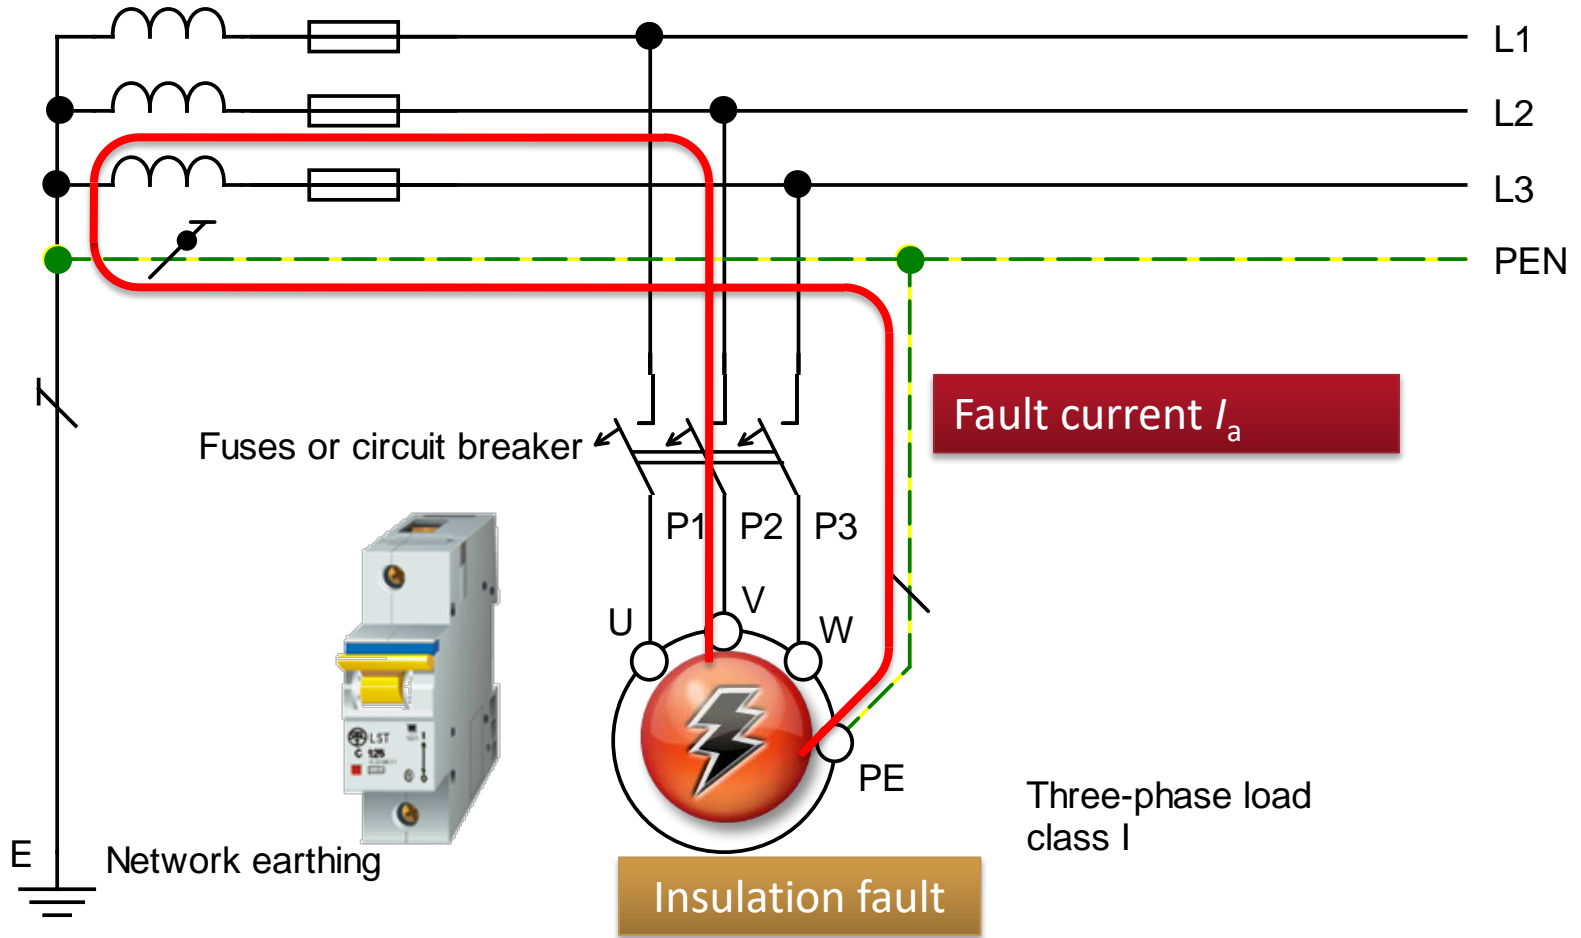 L1
L2
L3
PEN
Fault current Ia
Fuses or circuit breaker
P1 P2 P3
V
U
W
LST
C 125
PE
Three-phase load
class I
E
Network earthing
Insulation fault